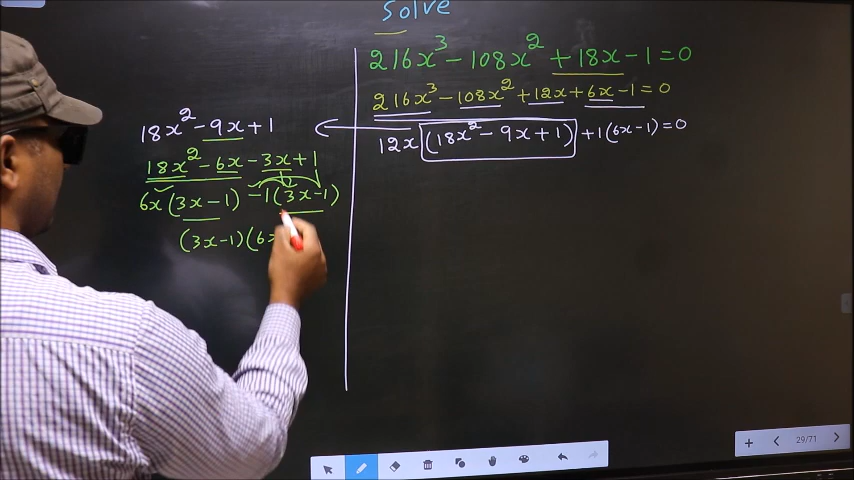 Solve
216x³ - 108x² + 18x - 1 = 0
216x³ - 108x² + 12x + 6x - 1 = 0
12x (18x² - 9x + 1) + 1(6x - 1) = 0
18x² - 9x + 1
18x² - 6x - 3x + 1
6x(3x - 1) - 1(3x - 1)
(3x - 1)(6x
29/71